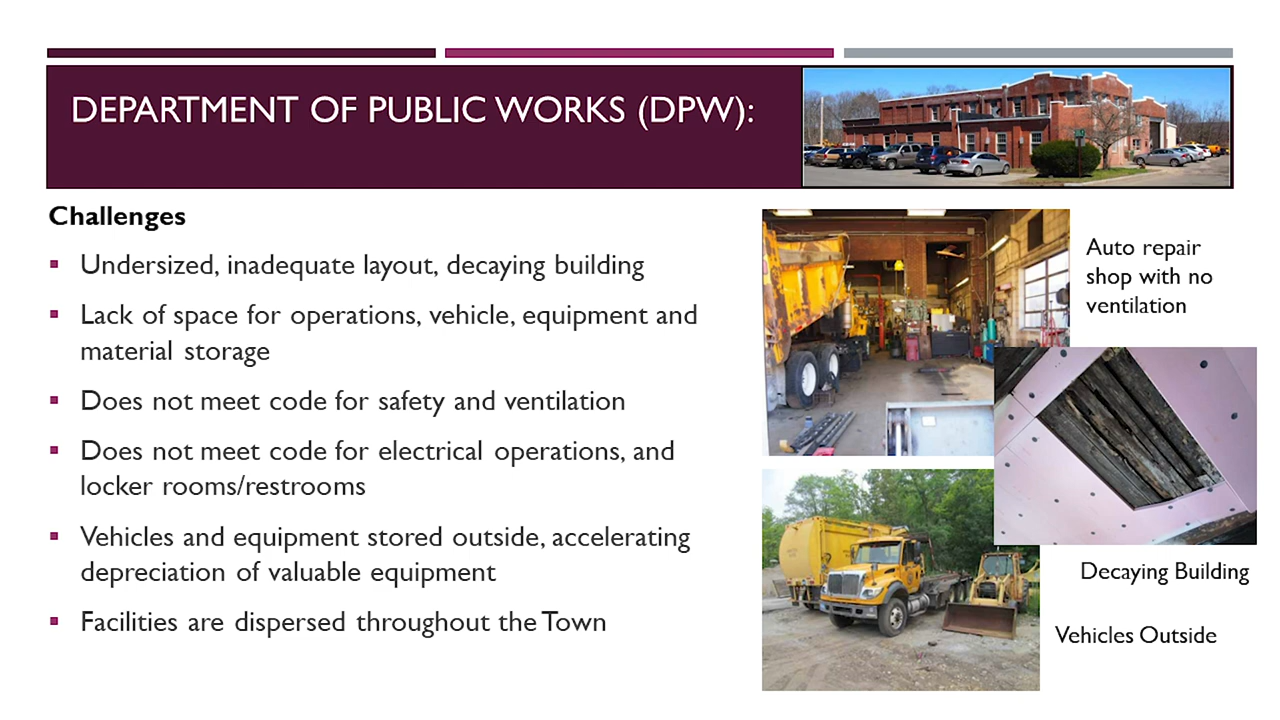 DEPARTMENT OF PUBLIC WORKS (DPW):
Challenges
Undersized, inadequate layout, decaying building
Lack of space for operations, vehicle, equipment and
material storage
Does not meet code for safety and ventilation
Does not meet code for electrical operations, and
locker rooms/restrooms
Vehicles and equipment stored outside, accelerating
depreciation of valuable equipment
Facilities are dispersed throughout the Town
Auto repair
shop with no
ventilation
Decaying Building
Vehicles Outside